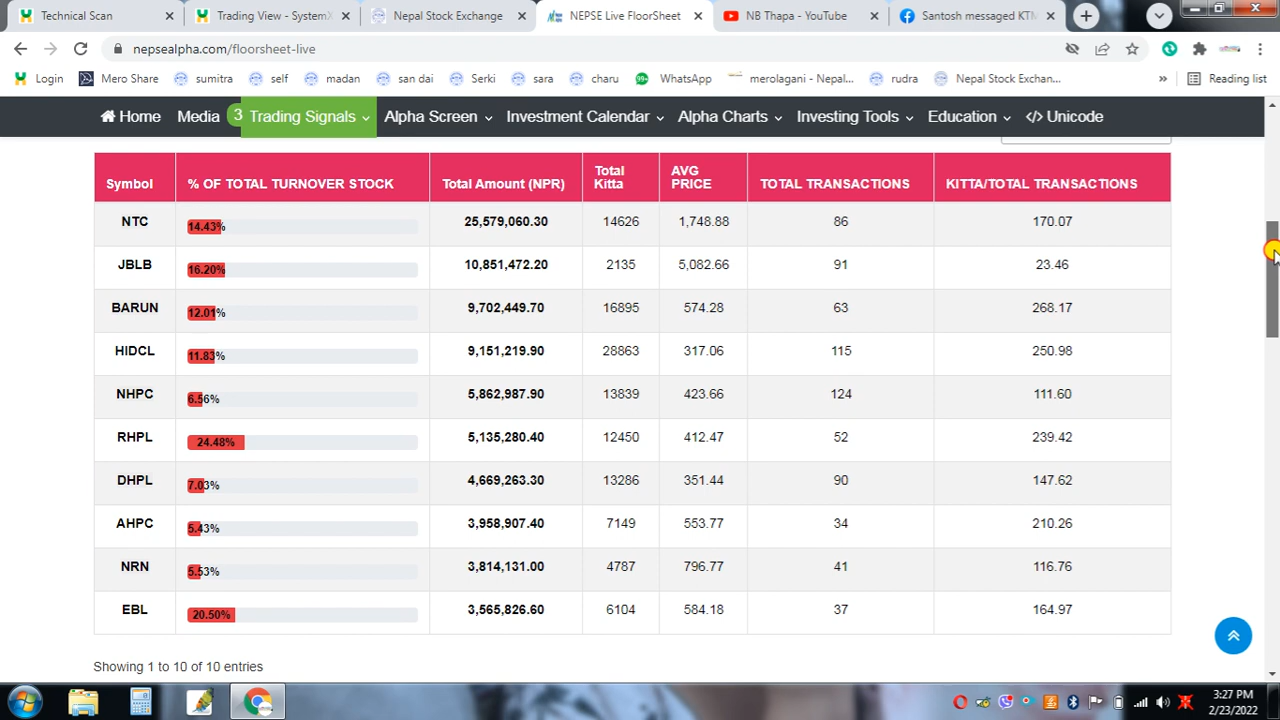 Technical Scan
Trading View - SystemX
Nepal Stock Exchange
NEPSE Live FloorSheet
NB Thapa - YouTube
Santosh messaged KTM
nepsealpha.com/floorsheet-live
Login
Mero Share
sumitra
self
madan
san dai
Serki
sara
charu
99+
WhatsApp
merolagani - Nepal...
rudra
Nepal Stock Exchan...
»
Reading list
Home
Media
3
Trading Signals
Alpha Screen
Investment Calendar
Alpha Charts
Investing Tools
Education
</> Unicode
Symbol % OF TOTAL TURNOVER STOCK Total Amount (NPR) Total Kitta AVG PRICE TOTAL TRANSACTIONS KITTA/TOTAL TRANSACTIONS
NTC 14.43% 25,579,060.30 14626 1,748.88 86 170.07
JBLB 16.20% 10,851,472.20 2135 5,082.66 91 23.46
BARUN 12.01% 9,702,449.70 16895 574.28 63 268.17
HIDCL 11.83% 9,151,219.90 28863 317.06 115 250.98
NHPC 6.56% 5,862,987.90 13839 423.66 124 111.60
RHPL 24.48% 5,135,280.40 12450 412.47 52 239.42
DHPL 7.03% 4,669,263.30 13286 351.44 90 147.62
AHPC 5.43% 3,958,907.40 7149 553.77 34 210.26
NRN 5.53% 3,814,131.00 4787 796.77 41 116.76
EBL 20.50% 3,565,826.60 6104 584.18 37 164.97
Showing 1 to 10 of 10 entries
3:27 PM
2/23/2022